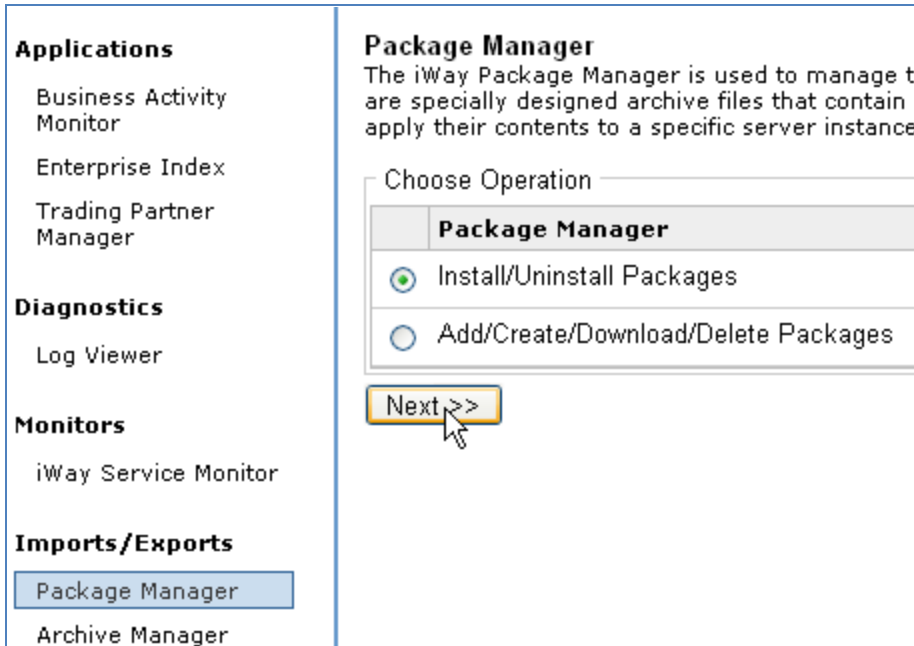 Applications
Business Activity
Monitor
Enterprise Index
Trading Partner
Manager
Diagnostics
Log Viewer
Monitors
iWay Service Monitor
Imports/Exports
Package Manager
Archive Manager
Package Manager
The iWay Package Manager is used to manage t
are specially designed archive files that contain
apply their contents to a specific server instance
Choose Operation
Package Manager
Install/Uninstall Packages
Add/Create/Download/Delete Packages
Next >>